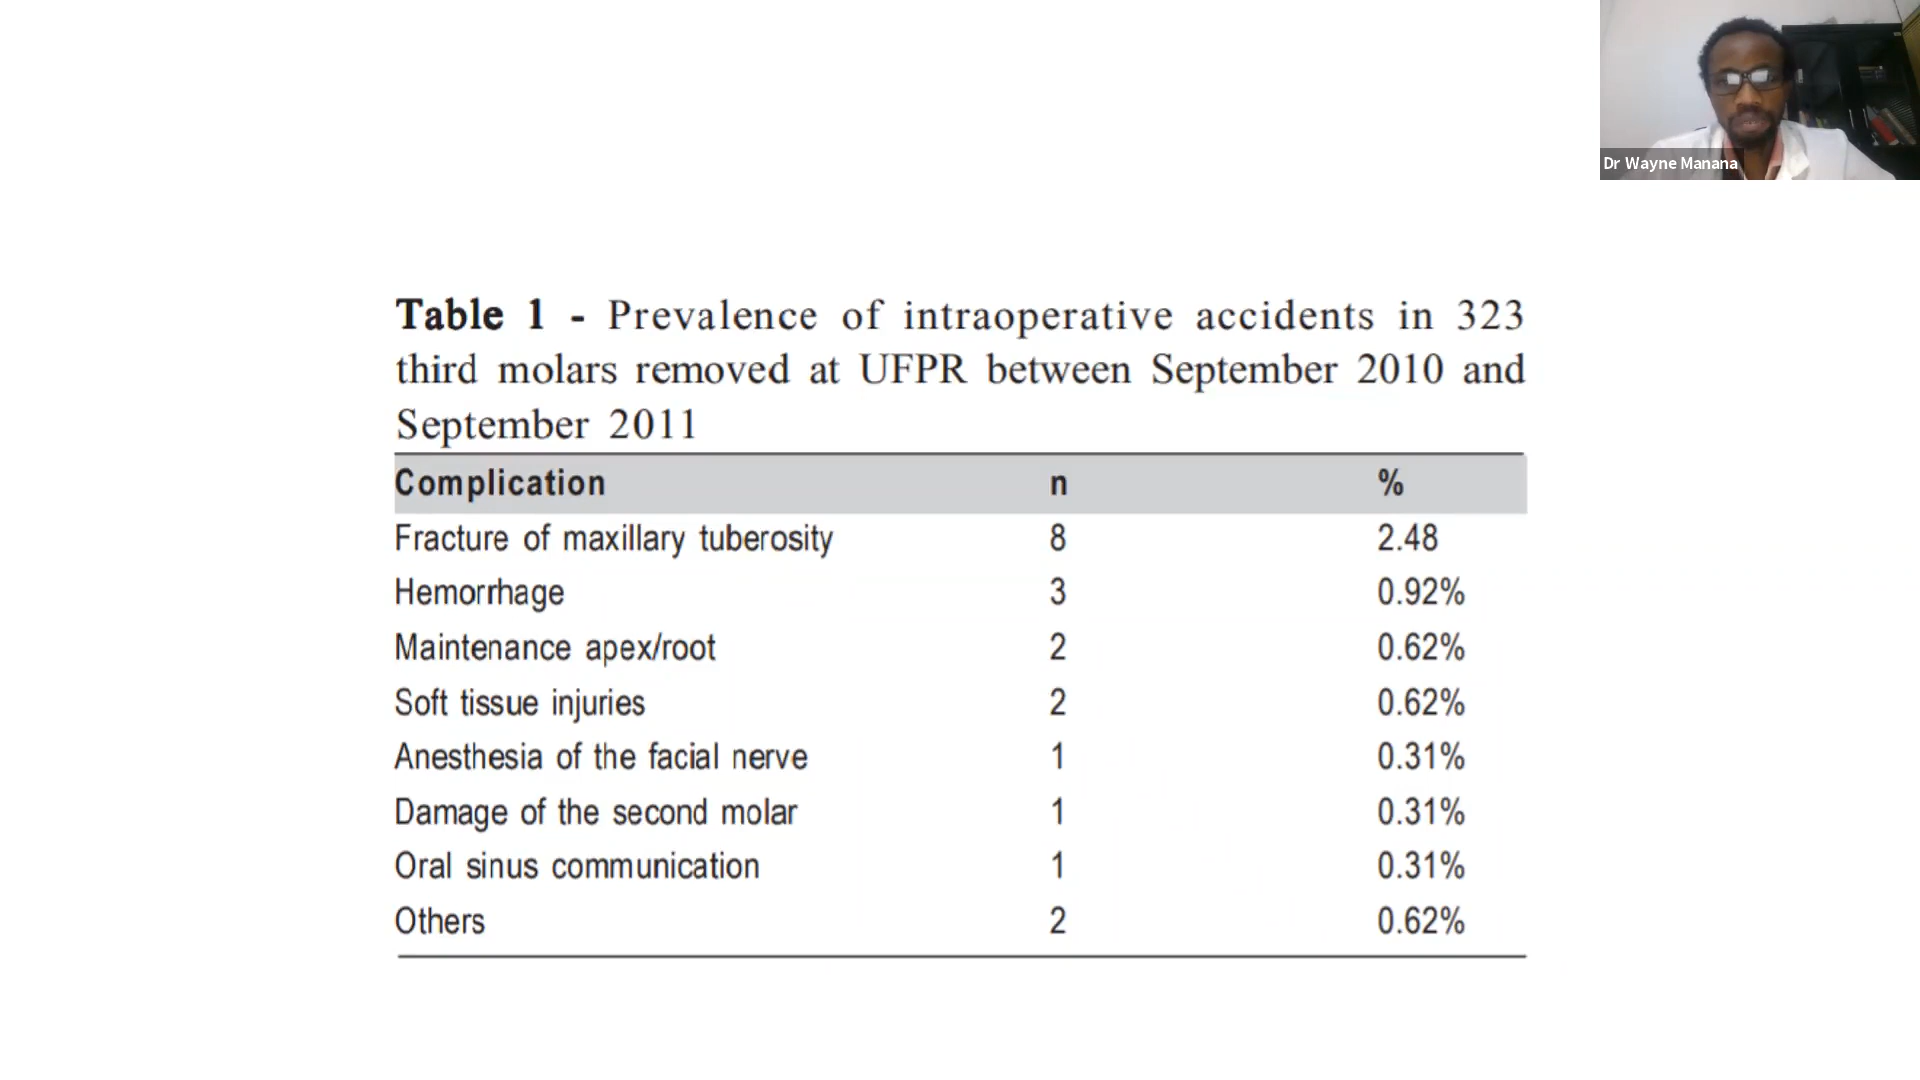 Dr Wayne Manana
Table 1 - Prevalence of intraoperative accidents in 323
third molars removed at UFPR between September 2010 and
September 2011
Complication n %
Fracture of maxillary tuberosity 8 2.48
Hemorrhage 3 0.92%
Maintenance apex/root 2 0.62%
Soft tissue injuries 2 0.62%
Anesthesia of the facial nerve 1 0.31%
Damage of the second molar 1 0.31%
Oral sinus communication 1 0.31%
Others 2 0.62%